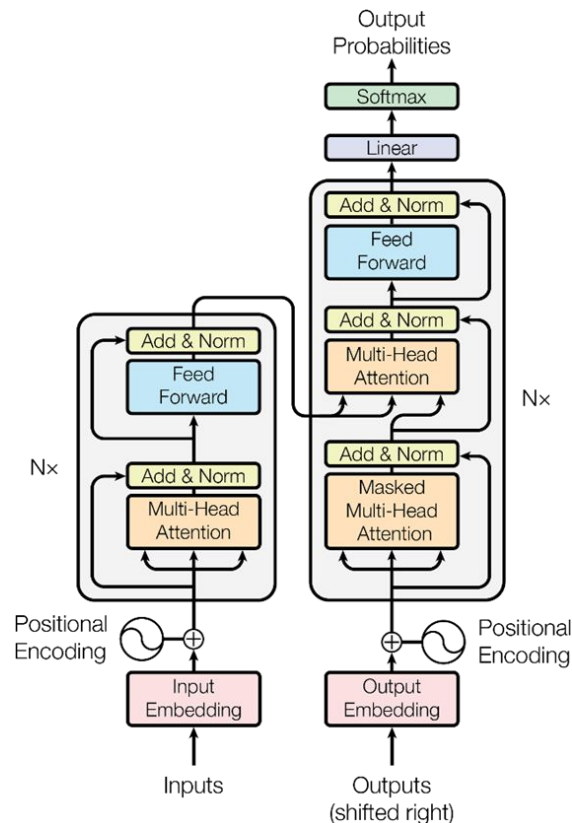 Output
Probabilities
Softmax
Linear
Add & Norm
Feed
Forward
Add & Norm
Multi-Head
Attention
Add & Norm
Masked
Multi-Head
Attention
N×
Add & Norm
Feed
Forward
Add & Norm
Multi-Head
Attention
N×
Positional
Encoding
Positional
Encoding
Input
Embedding
Output
Embedding
Inputs
Outputs
(shifted right)